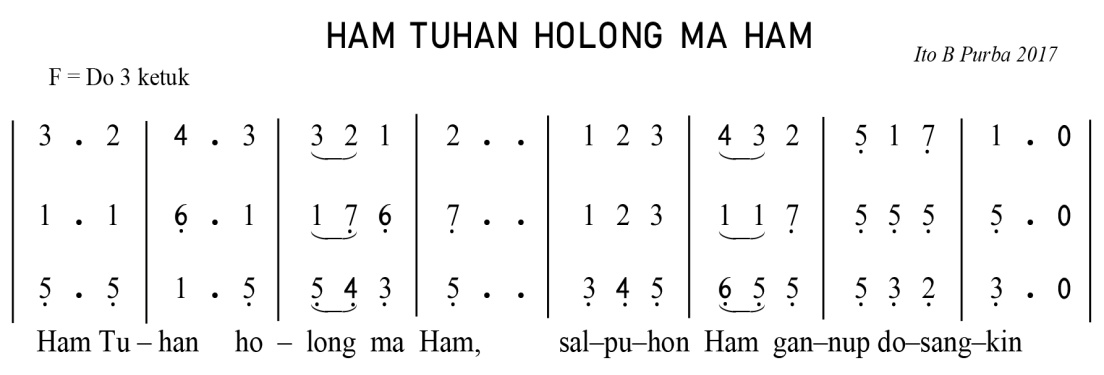 HAM TUHAN HOLONG MA HAM
Ito B Purba 2017
F = Do 3 ketuk
| 3 . 2 | 4 . 3 | 3 2 1 | 2 . . | 1 2 3 | 4 3 2 | 5̣ 1 7̣ | 1 . 0 |
| 1 . 1 | 6̣ . 1 | 1 7̣ 6̣ | 7̣ . . | 1 2 3 | 1 1 7̣ | 5̣ 5̣ 5̣ | 5̣ . 0 |
| 5̣ . 5̣ | 1 . 5̣ | 5̣ 4̣ 3̣ | 5̣ . . | 3̣ 4̣ 5̣ | 6̣ 5̣ 5̣ | 5̣ 3̣ 2̣ | 3̣ . 0 |
Ham Tu – han ho – long ma Ham, sal–pu–hon Ham gan–nup do–sang–kin